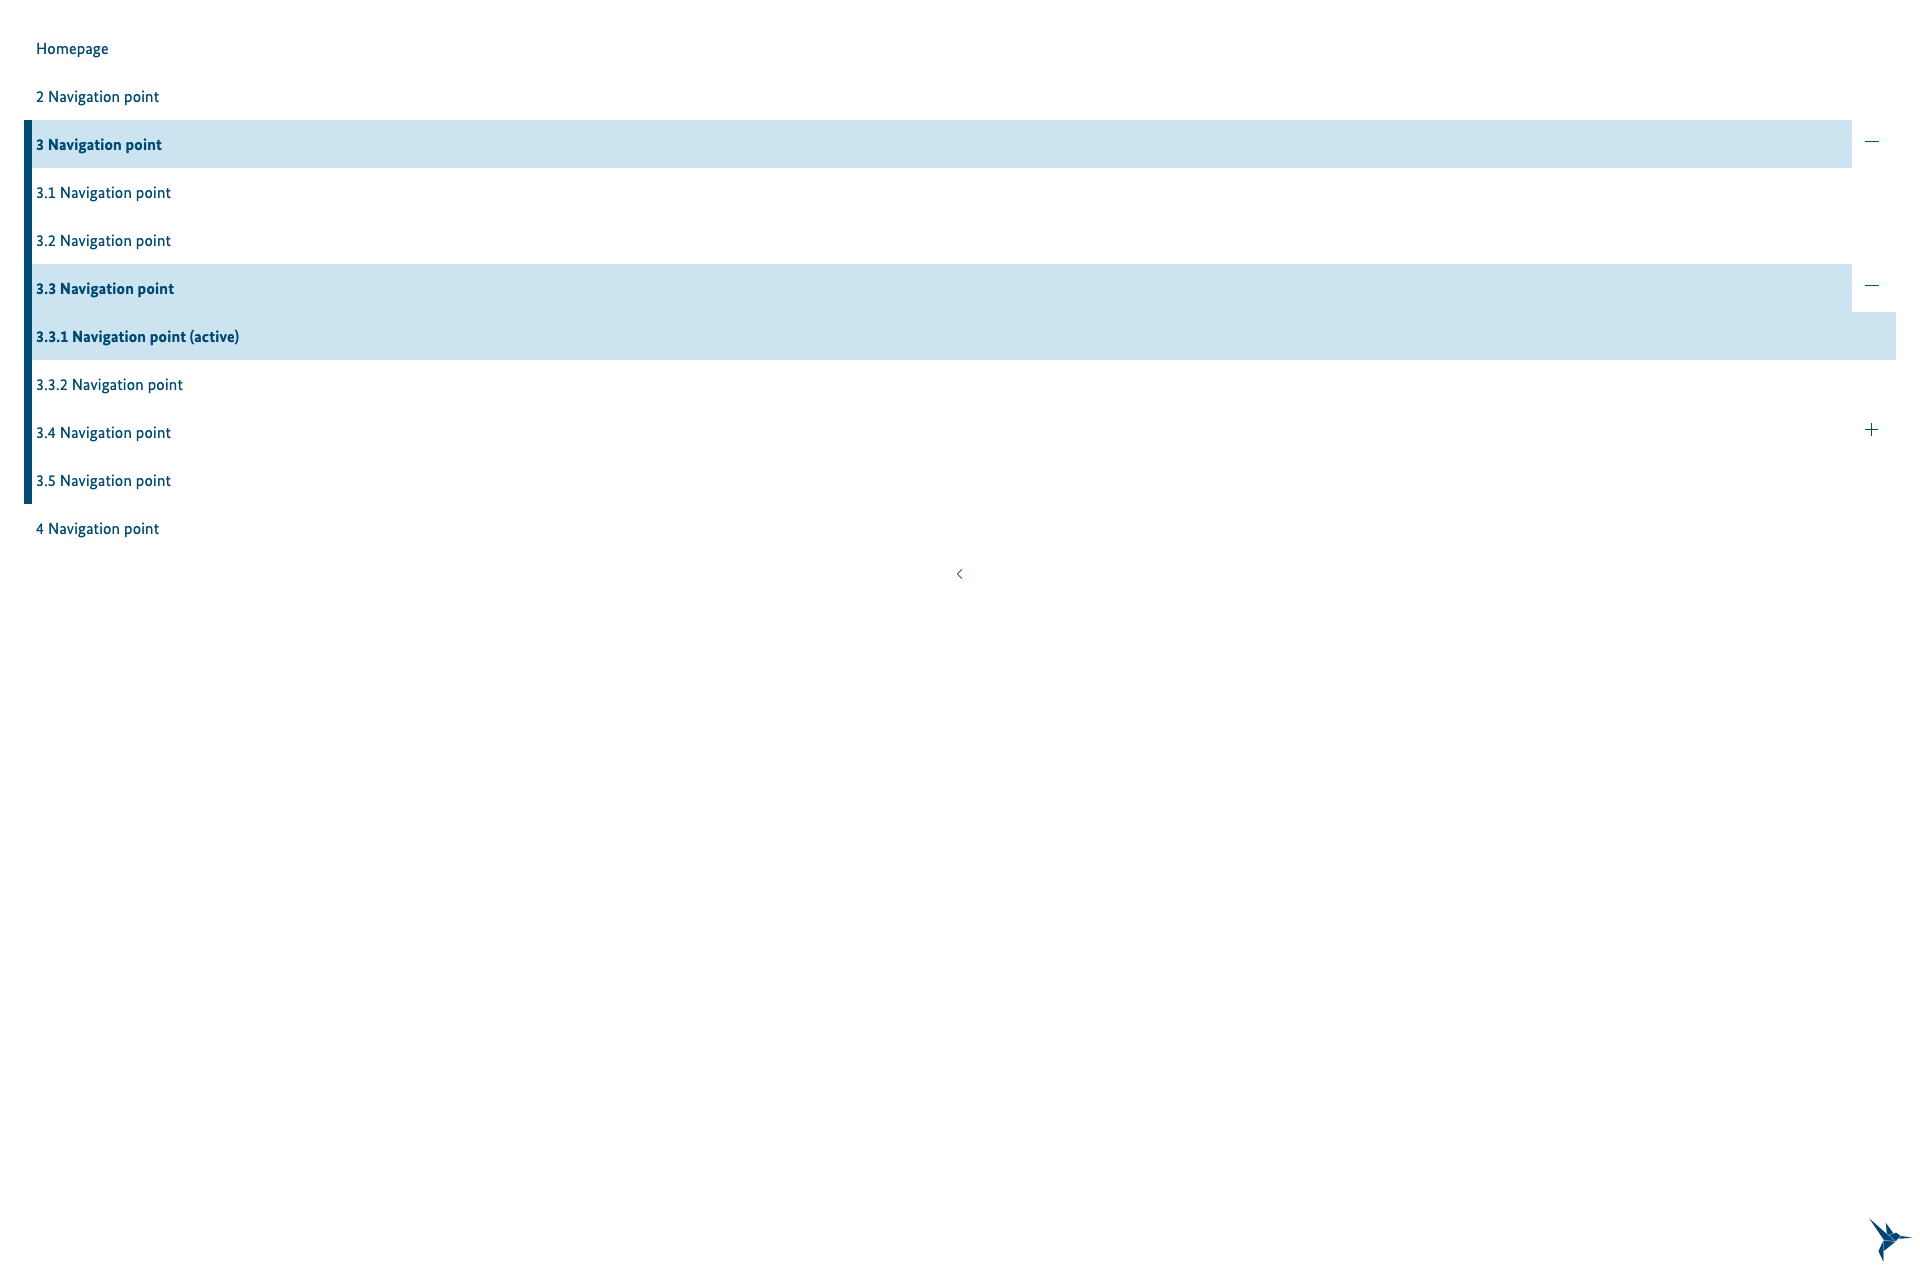 Homepage
2 Navigation point
3 Navigation point
3.1 Navigation point
3.2 Navigation point
3.3 Navigation point
3.3.1 Navigation point (active)
3.3.2 Navigation point
3.4 Navigation point
3.5 Navigation point
4 Navigation point